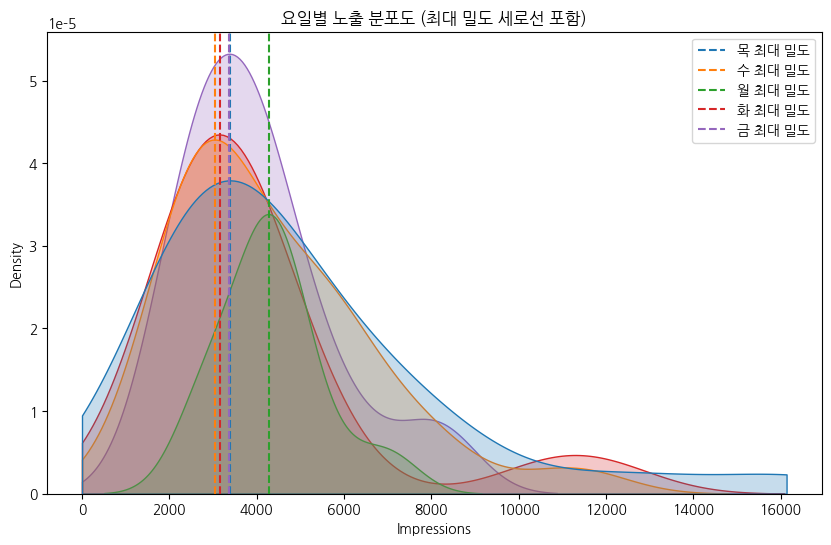 요일별 노출 분포도 (최대 밀도 세로선 포함)
1e-5
목 최대 밀도
수 최대 밀도
월 최대 밀도
화 최대 밀도
금 최대 밀도
5
4
3
2
1
0
Density
0 2000 4000 6000 8000 10000 12000 14000 16000
Impressions